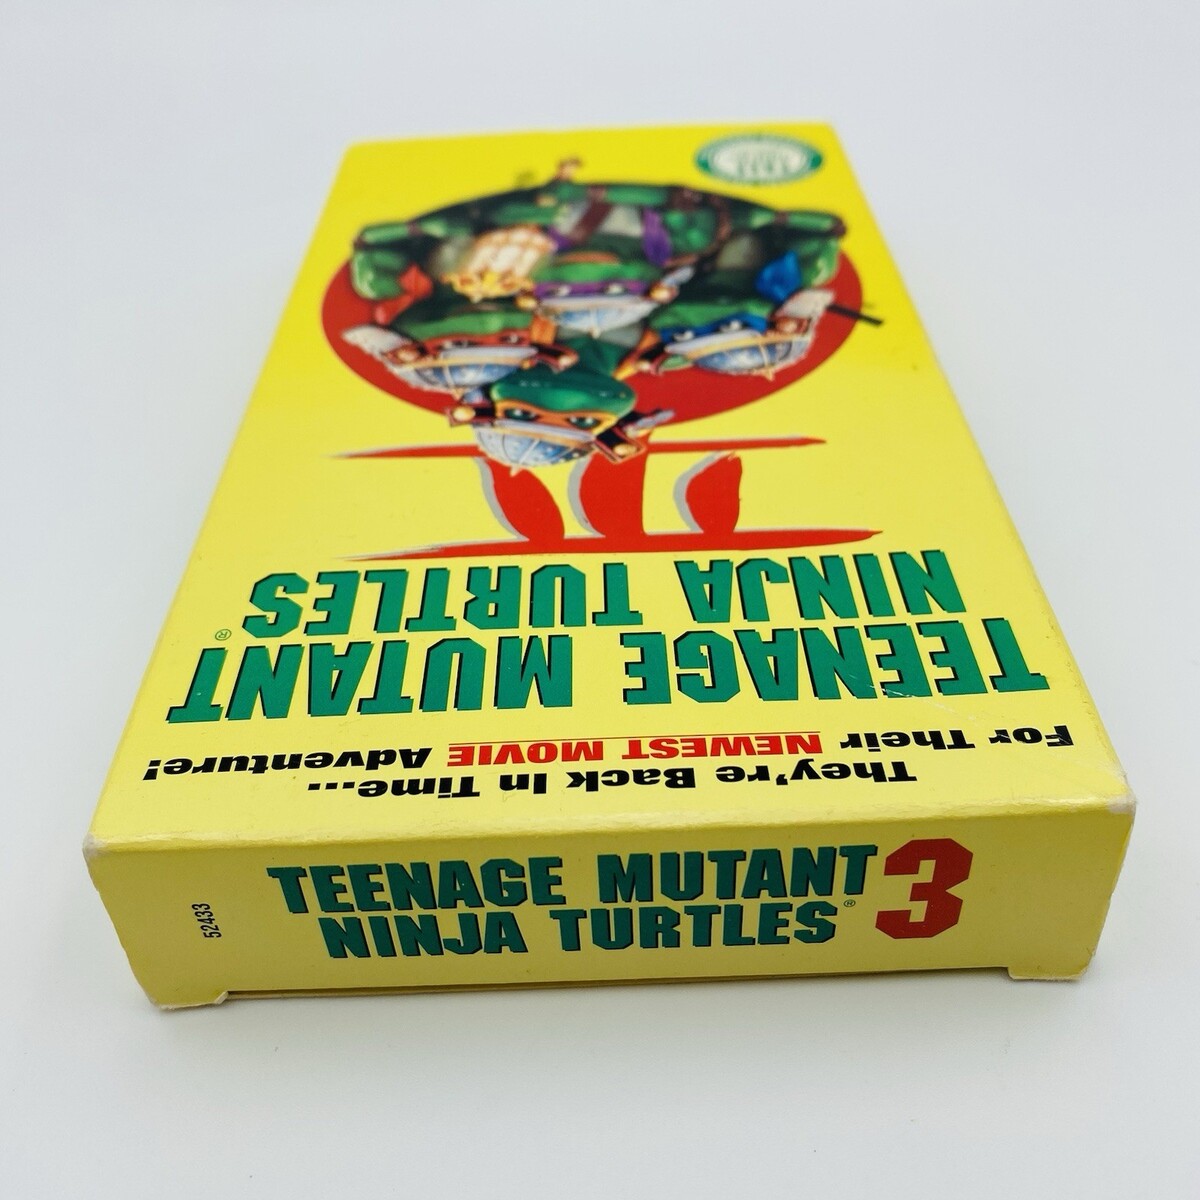 They're Back In Time...
For Their NEWEST MOVIE Adventure!
TEENAGE MUTANT
NINJA TURTLES®
III
TEENAGE MUTANT
NINJA TURTLES®
3
52433